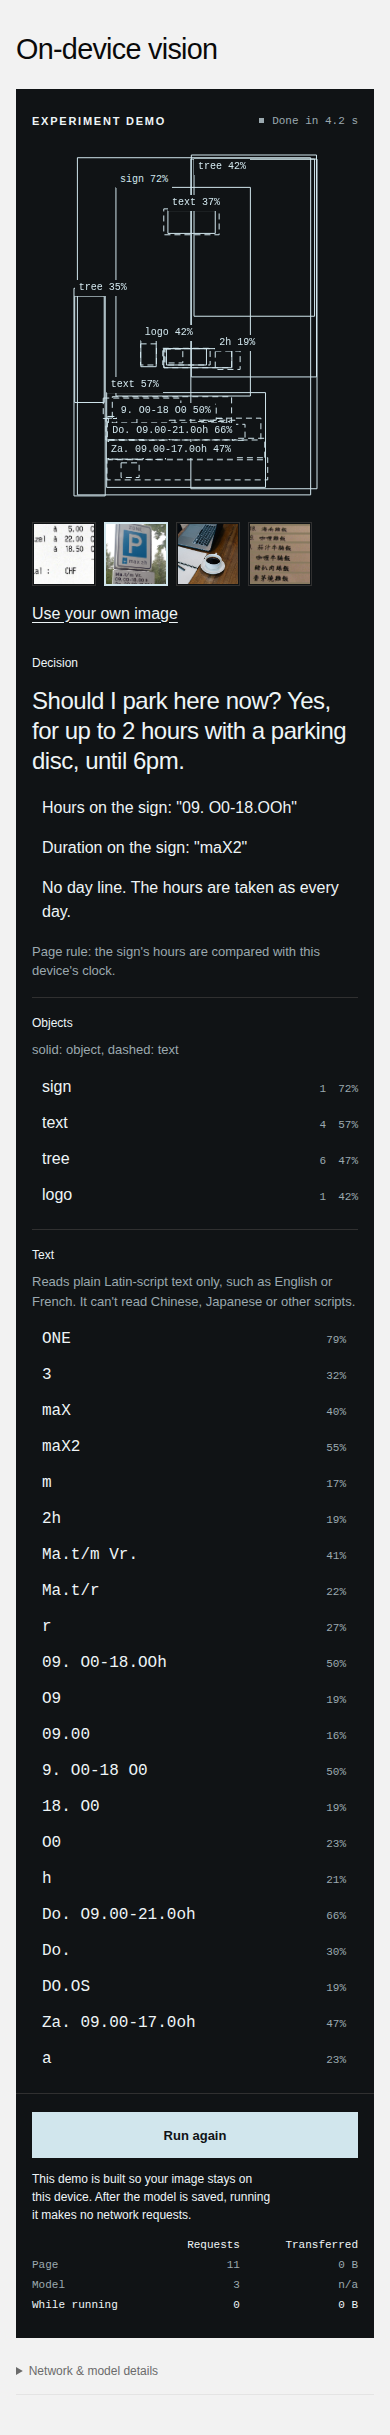 On-device vision
EXPERIMENT DEMO
Done in 4.2 s
tree 42%
sign 72%
text 37%
tree 35%
logo 42%
2h 19%
text 57%
9. O0-18 O0 50%
Do. O9.00-21.0oh 66%
Za. 09.00-17.0oh 47%
à 5.00
à 22.00
à 18.50
CHF
P
Use your own image
Decision
Should I park here now? Yes,
for up to 2 hours with a parking
disc, until 6pm.
Hours on the sign: "09. O0-18.OOh"
Duration on the sign: "maX2"
No day line. The hours are taken as every
day.
Page rule: the sign's hours are compared with this
device's clock.
Objects
solid: object, dashed: text
sign 1 72%
text 4 57%
tree 6 47%
logo 1 42%
Text
Reads plain Latin-script text only, such as English or
French. It can't read Chinese, Japanese or other scripts.
ONE 79%
3 32%
maX 40%
maX2 55%
m 17%
2h 19%
Ma.t/m Vr. 41%
Ma.t/r 22%
r 27%
09. O0-18.OOh 50%
O9 19%
09.00 16%
9. O0-18 O0 50%
18. O0 19%
O0 23%
h 21%
Do. O9.00-21.0oh 66%
Do. 30%
DO.OS 19%
Za. 09.00-17.0oh 47%
a 23%
Run again
This demo is built so your image stays on
this device. After the model is saved, running
it makes no network requests.
Requests Transferred
Page 11 0 B
Model 3 n/a
While running 0 0 B
Network & model details